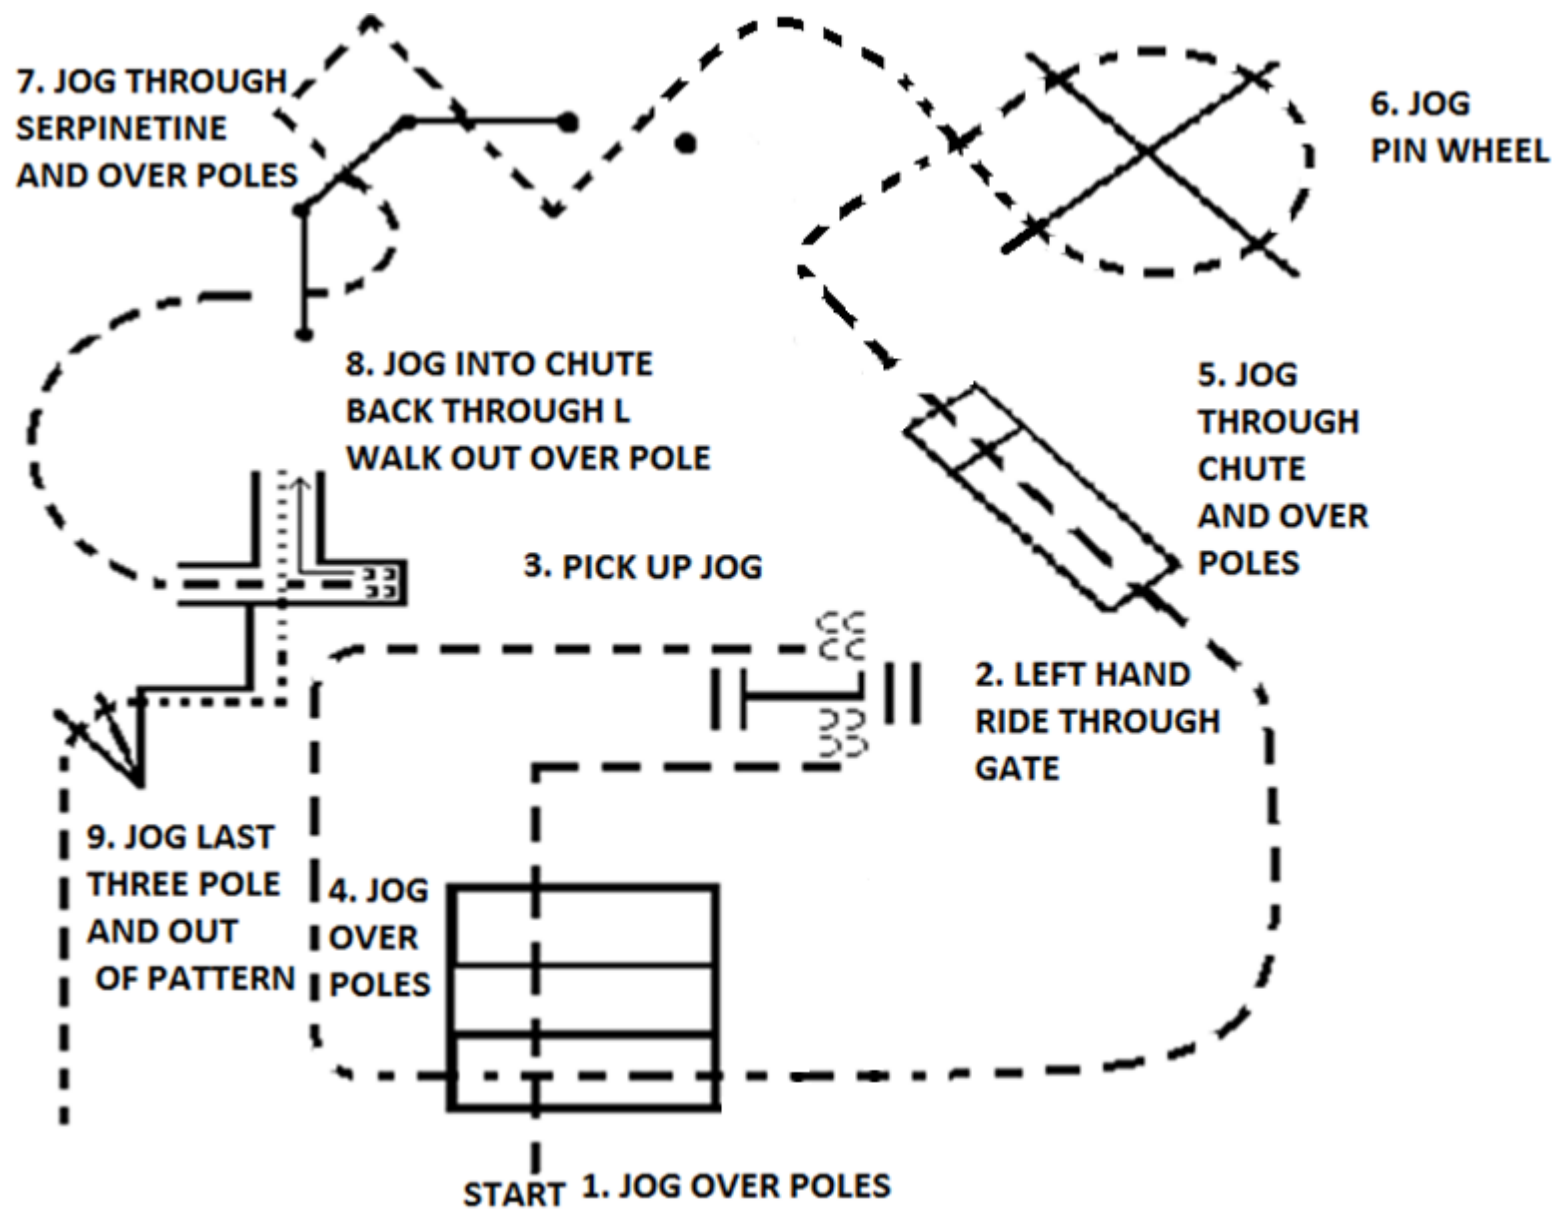 7. JOG THROUGH
SERPINETINE
AND OVER POLES
6. JOG
PIN WHEEL
8. JOG INTO CHUTE
BACK THROUGH L
WALK OUT OVER POLE
5. JOG
THROUGH
CHUTE
AND OVER
POLES
3. PICK UP JOG
2. LEFT HAND
RIDE THROUGH
GATE
9. JOG LAST
THREE POLE
AND OUT
OF PATTERN
4. JOG
OVER
POLES
START 1. JOG OVER POLES